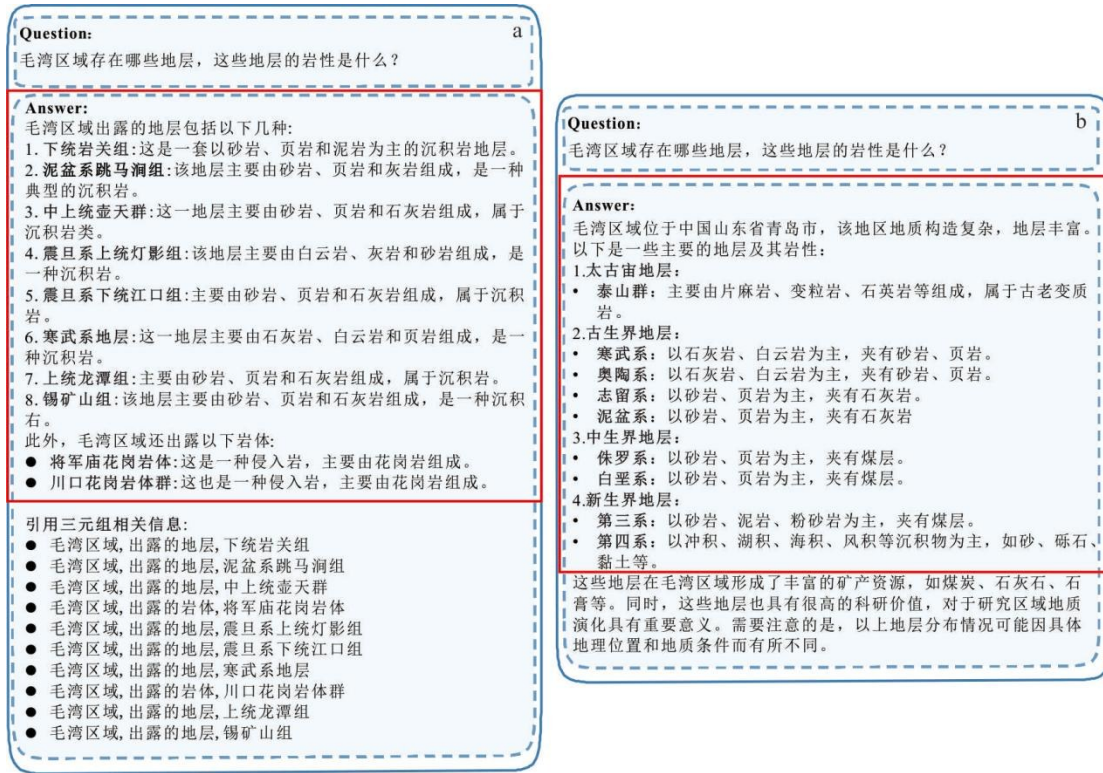 Question:
a
毛湾区域存在哪些地层，这些地层的岩性是什么？
Answer:
毛湾区域出露的地层包括以下几种:
1. 下统岩关组:这是一套以砂岩、页岩和泥岩为主的沉积岩地层。
2. 泥盆系跳马涧组:该地层主要由砂岩、页岩和灰岩组成，是一种
典型的沉积岩。
3. 中上统壶天群:这一地层主要由砂岩、页岩和石灰岩组成，属于
沉积岩类。
4. 震旦系上统灯影组:该地层主要由白云岩、灰岩和砂岩组成，是
一种沉积岩。
5. 震旦系下统江口组:主要由砂岩、页岩和石灰岩组成，属于沉积
岩。
6. 寒武系地层:这一地层主要由石灰岩、白云岩和页岩组成，是一
种沉积岩。
7. 上统龙潭组:主要由砂岩、页岩和石灰岩组成，属于沉积岩。
8. 锡矿山组:该地层主要由砂岩、页岩和石灰岩组成，是一种沉积
右。
此外，毛湾区域还出露以下岩体:
● 将军庙花岗岩体:这是一种侵入岩，主要由花岗岩组成。
● 川口花岗岩体群:这也是一种侵入岩，主要由花岗岩组成。
引用三元组相关信息:
● 毛湾区域,出露的地层,下统岩关组
● 毛湾区域,出露的地层,泥盆系跳马涧组
● 毛湾区域,出露的地层,中上统壶天群
● 毛湾区域,出露的岩体,将军庙花岗岩体
● 毛湾区域,出露的地层,震旦系上统灯影组
● 毛湾区域,出露的地层,震旦系下统江口组
● 毛湾区域,出露的地层,寒武系地层
● 毛湾区域,出露的岩体,川口花岗岩体群
● 毛湾区域,出露的地层,上统龙潭组
● 毛湾区域,出露的地层,锡矿山组
Question:
b
毛湾区域存在哪些地层，这些地层的岩性是什么？
Answer:
毛湾区域位于中国山东省青岛市，该地区地质构造复杂，地层丰富。
以下是一些主要的地层及其岩性：
1.太古宙地层：
• 泰山群：主要由片麻岩、变粒岩、石英岩等组成，属于古老变质
岩。
2.古生界地层：
• 寒武系：以石灰岩、白云岩为主，夹有砂岩、页岩。
• 奥陶系：以石灰岩、白云岩为主，夹有砂岩、页岩。
• 志留系：以砂岩、页岩为主，夹有石灰岩。
• 泥盆系：以砂岩、页岩为主，夹有石灰岩
3.中生界地层：
• 侏罗系：以砂岩、页岩为主，夹有煤层。
• 白垩系：以砂岩、页岩为主，夹有煤层。
4.新生界地层：
• 第三系：以砂岩、泥岩、粉砂岩为主，夹有煤层。
• 第四系：以冲积、湖积、海积、风积等沉积物为主，如砂、砾石、
黏土等。
这些地层在毛湾区域形成了丰富的矿产资源，如煤炭、石灰石、石
膏等。同时，这些地层也具有很高的科研价值，对于研究区域地质
演化具有重要意义。需要注意的是，以上地层分布情况可能因具体
地理位置和地质条件而有所不同。